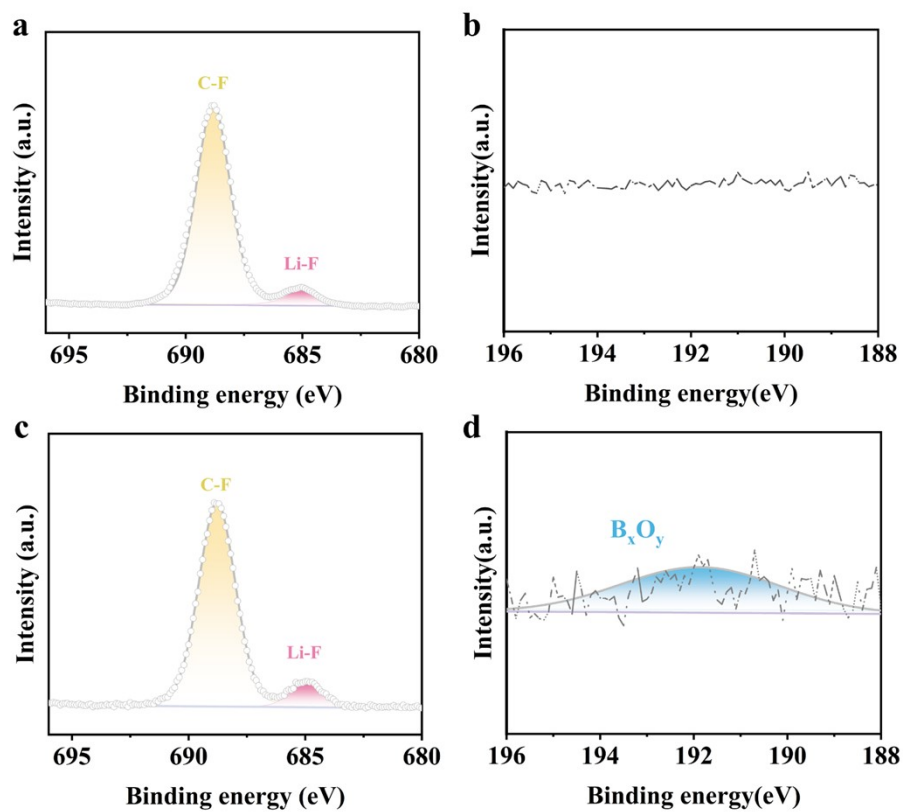 a
C-F
Li-F
Intensity (a.u.)
695 690 685 680
Binding energy (eV)
b
Intensity(a.u.)
196 194 192 190 188
Binding energy(eV)
c
C-F
Li-F
Intensity (a.u.)
695 690 685 680
Binding energy (eV)
d
BₓOᵧ
Intensity(a.u.)
196 194 192 190 188
Binding energy(eV)